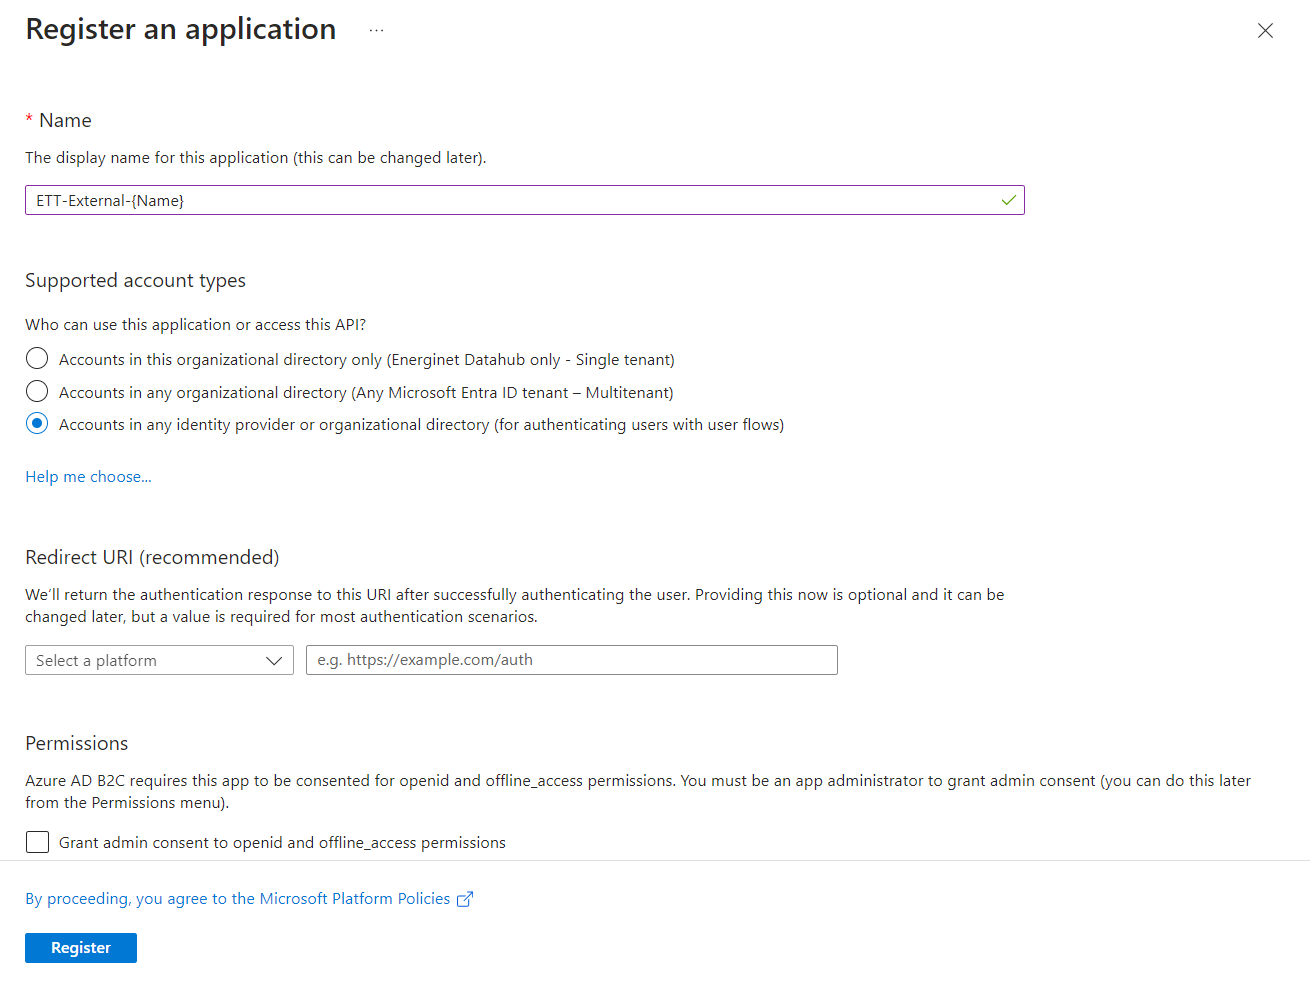 Register an application ...
* Name
The display name for this application (this can be changed later).
ETT-External-{Name}
Supported account types
Who can use this application or access this API?
Accounts in this organizational directory only (Energinet Datahub only - Single tenant)
Accounts in any organizational directory (Any Microsoft Entra ID tenant – Multitenant)
Accounts in any identity provider or organizational directory (for authenticating users with user flows)
Help me choose...
Redirect URI (recommended)
We'll return the authentication response to this URI after successfully authenticating the user. Providing this now is optional and it can be
changed later, but a value is required for most authentication scenarios.
Select a platform e.g. https://example.com/auth
Permissions
Azure AD B2C requires this app to be consented for openid and offline_access permissions. You must be an app administrator to grant admin consent (you can do this later
from the Permissions menu).
Grant admin consent to openid and offline_access permissions
By proceeding, you agree to the Microsoft Platform Policies
Register